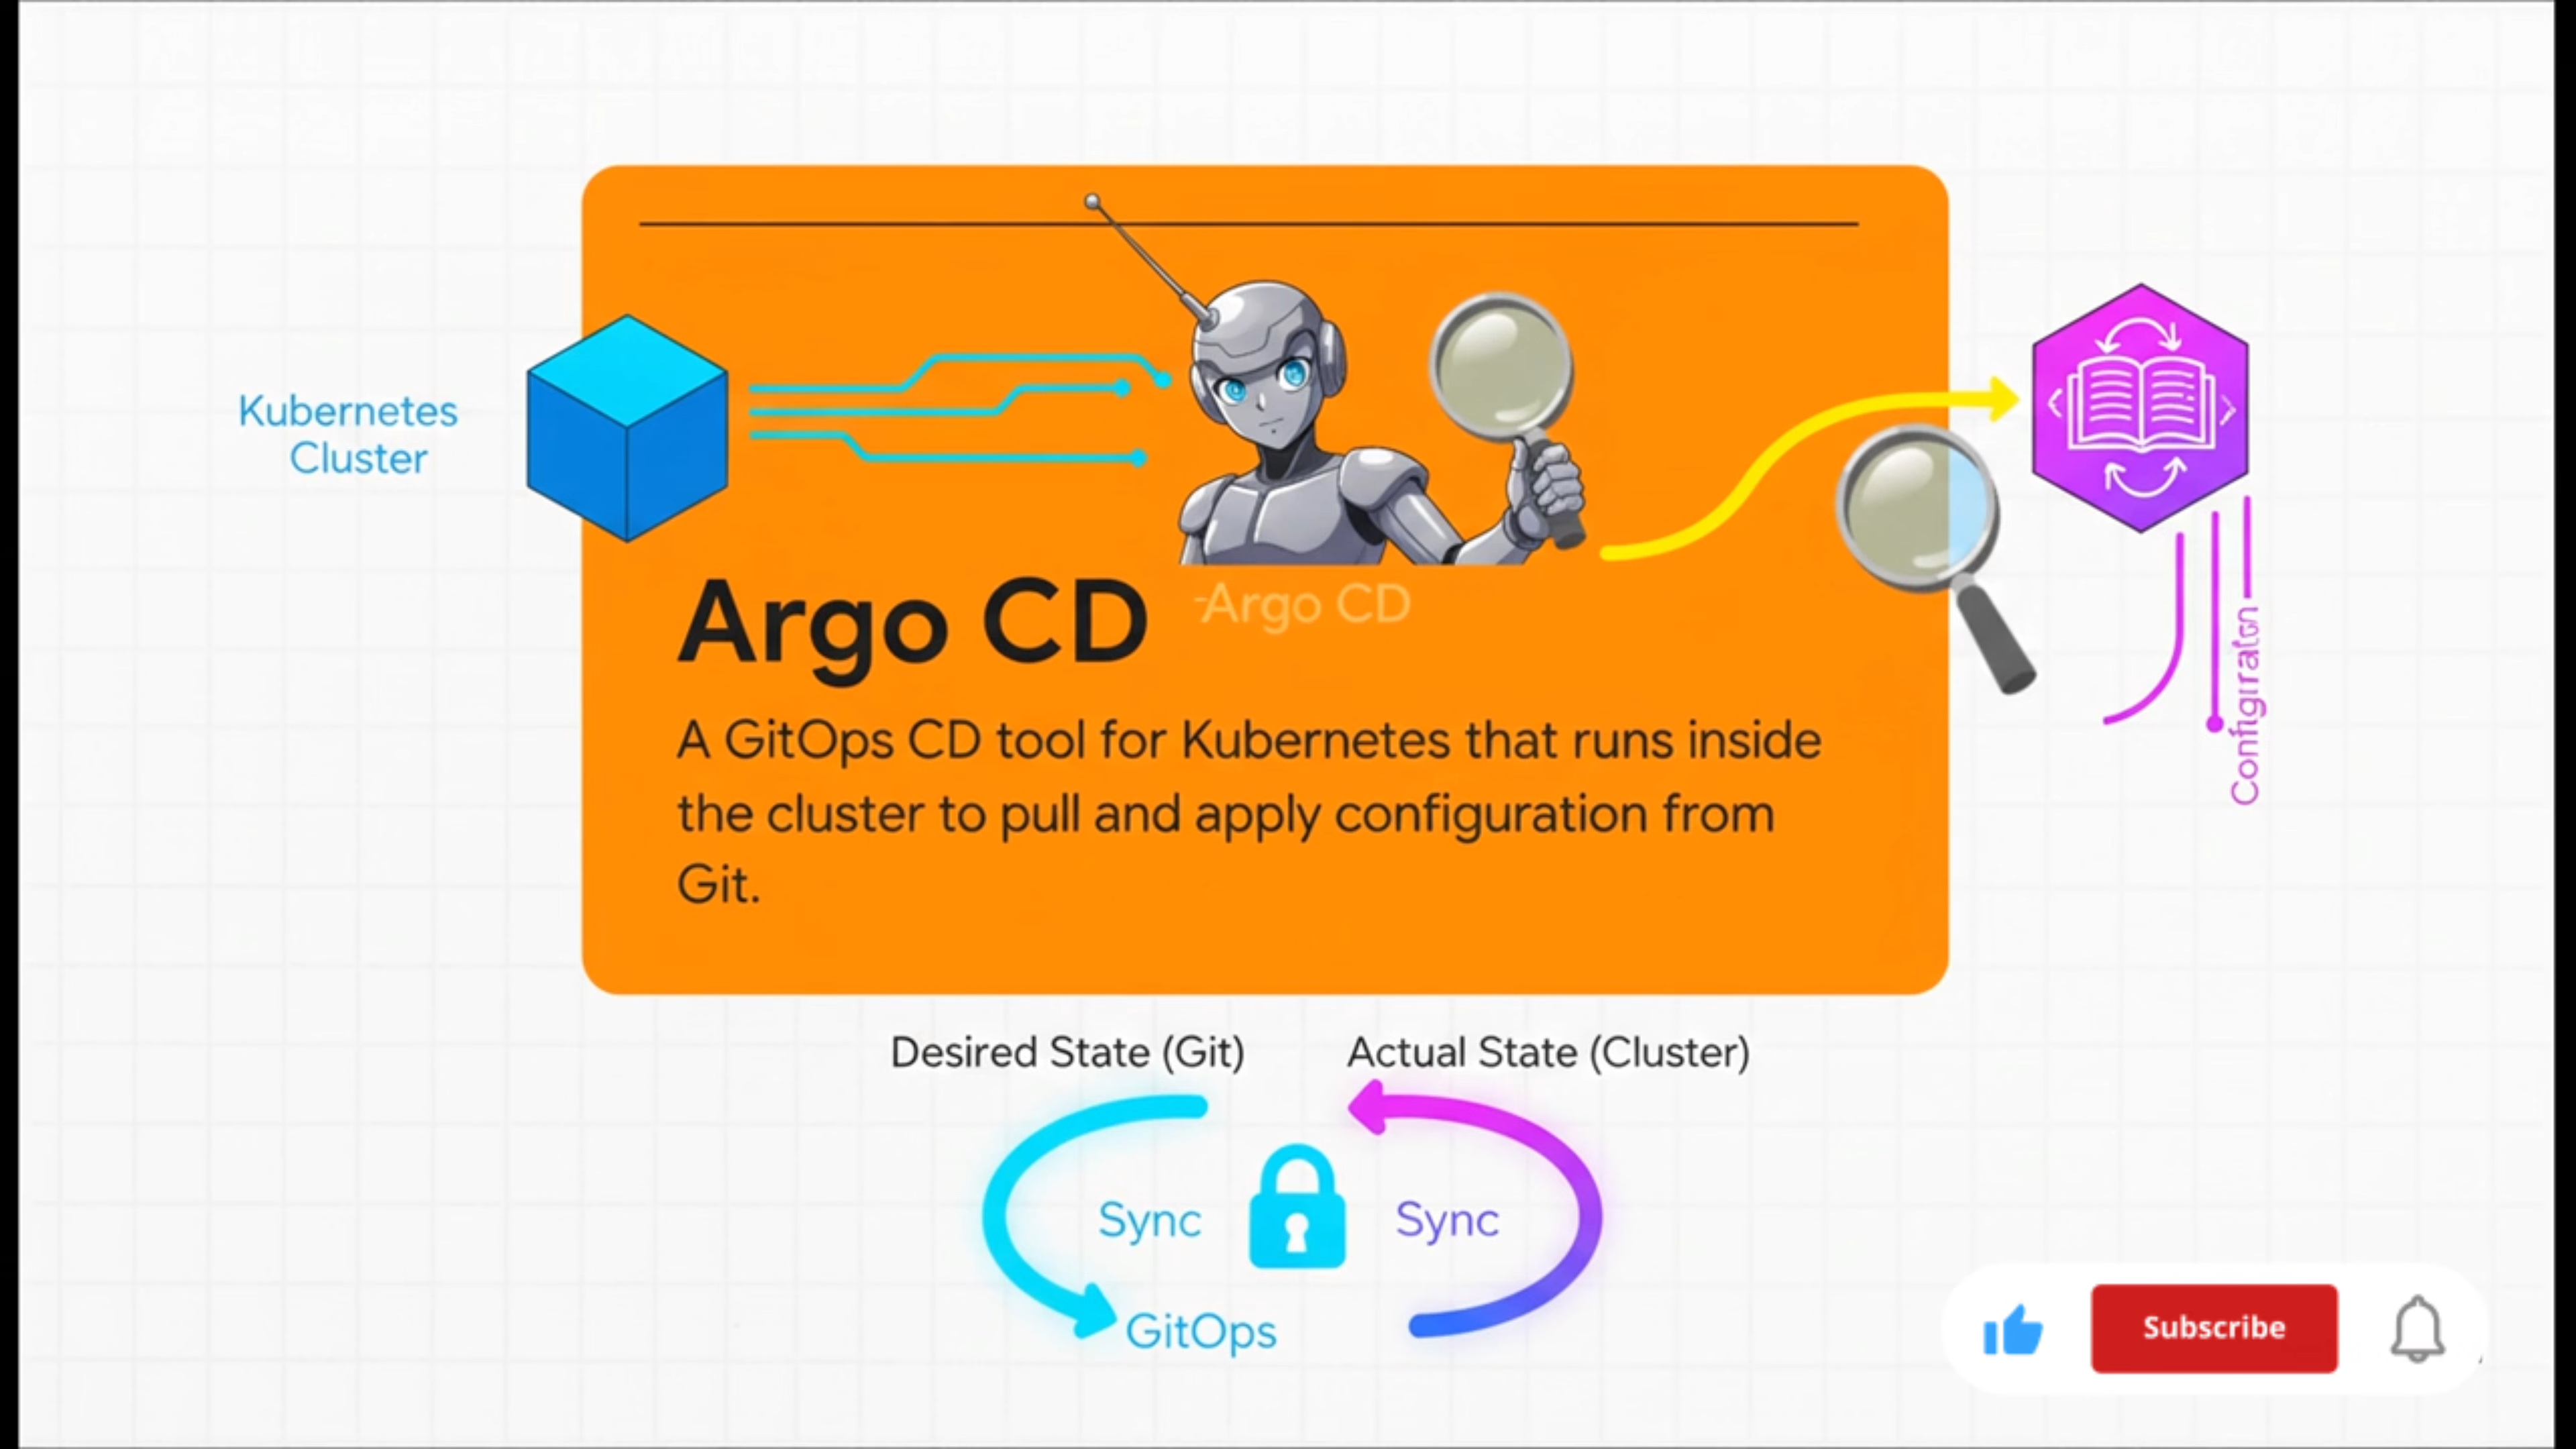 Kubernetes
Cluster
Argo CD
-Argo CD
A GitOps CD tool for Kubernetes that runs inside
the cluster to pull and apply configuration from
Git.
Desired State (Git)
Actual State (Cluster)
Sync
Sync
GitOps
Subscribe